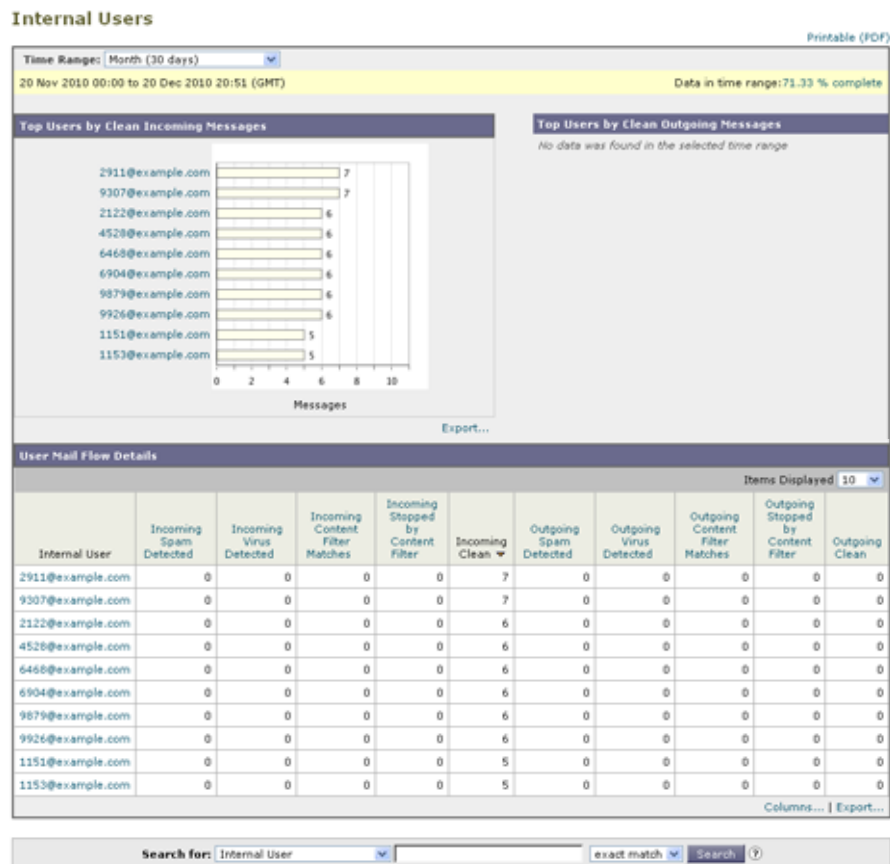 Internal Users
Printable (PDF)
Time Range: Month (30 days)
20 Nov 2010 00:00 to 20 Dec 2010 20:51 (GMT)
Data in time range:71.33 % complete
Top Users by Clean Incoming Messages
2911@example.com 7
9307@example.com 7
2122@example.com 6
4528@example.com 6
6468@example.com 6
6904@example.com 6
9879@example.com 6
9926@example.com 6
1151@example.com 5
1153@example.com 5
0 2 4 6 8 10
Messages
Export...
Top Users by Clean Outgoing Messages
No data was found in the selected time range
User Mail Flow Details
Items Displayed 10
Internal User
Incoming
Spam
Detected
Incoming
Virus
Detected
Incoming
Content
Filter
Matches
Incoming
Stopped
by
Content
Filter
Incoming
Clean
Outgoing
Spam
Detected
Outgoing
Virus
Detected
Outgoing
Content
Filter
Matches
Outgoing
Stopped
by
Content
Filter
Outgoing
Clean
2911@example.com 0 0 0 0 7 0 0 0 0 0
9307@example.com 0 0 0 0 7 0 0 0 0 0
2122@example.com 0 0 0 0 6 0 0 0 0 0
4528@example.com 0 0 0 0 6 0 0 0 0 0
6468@example.com 0 0 0 0 6 0 0 0 0 0
6904@example.com 0 0 0 0 6 0 0 0 0 0
9879@example.com 0 0 0 0 6 0 0 0 0 0
9926@example.com 0 0 0 0 6 0 0 0 0 0
1151@example.com 0 0 0 0 5 0 0 0 0 0
1153@example.com 0 0 0 0 5 0 0 0 0 0
Columns... | Export...
Search for: Internal User exact match Search ?